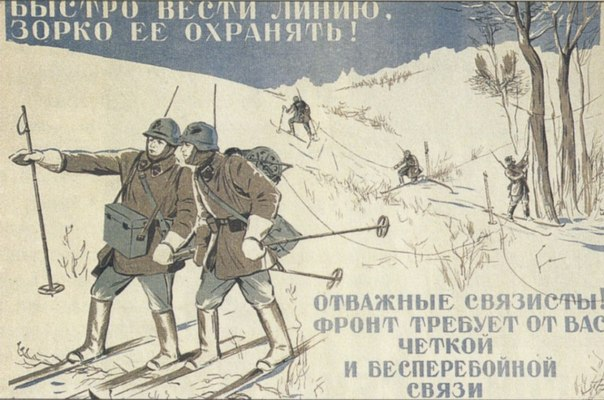 БЫСТРО ВЕСТИ ЛИНИЮ,
ЗОРКО ЕЕ ОХРАНЯТЬ!
ОТВАЖНЫЕ СВЯЗИСТЫ!
ФРОНТ ТРЕБУЕТ ОТ ВАС
ЧЕТКОЙ
И БЕСПЕРЕБОЙНОЙ
СВЯЗИ